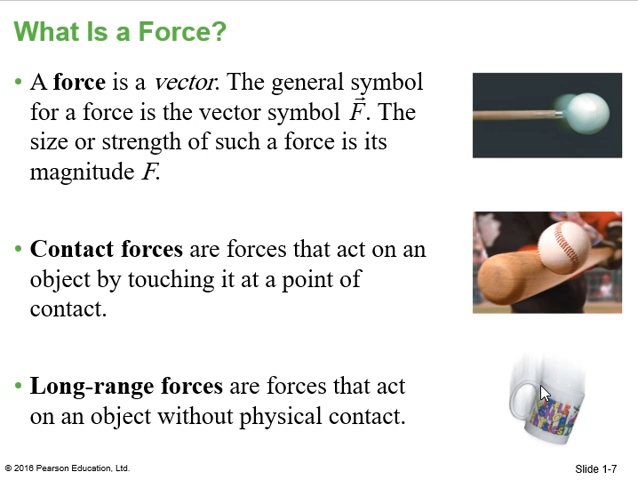 What Is a Force?
• A force is a vector. The general symbol
for a force is the vector symbol F⃗. The
size or strength of such a force is its
magnitude F.
• Contact forces are forces that act on an
object by touching it at a point of
contact.
• Long-range forces are forces that act
on an object without physical contact.
© 2016 Pearson Education, Ltd.
Slide 1-7